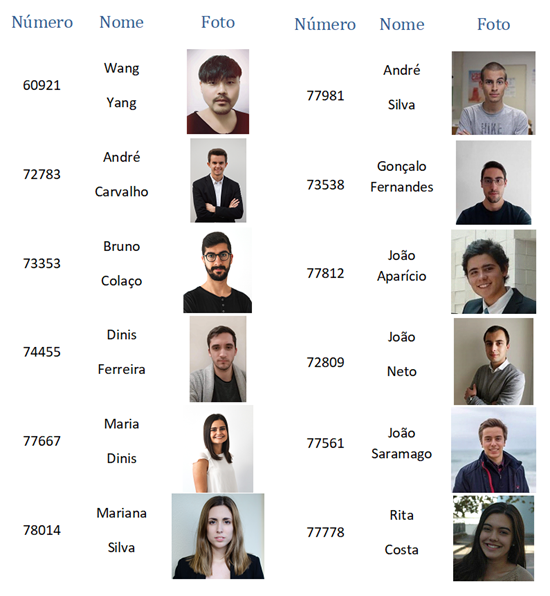 Número Nome Foto
60921
Wang
Yang
72783
André
Carvalho
73353
Bruno
Colaço
74455
Dinis
Ferreira
77667
Maria
Dinis
78014
Mariana
Silva
Número Nome Foto
77981
André
Silva
73538
Gonçalo
Fernandes
77812
João
Aparício
72809
João
Neto
77561
João
Saramago
77778
Rita
Costa